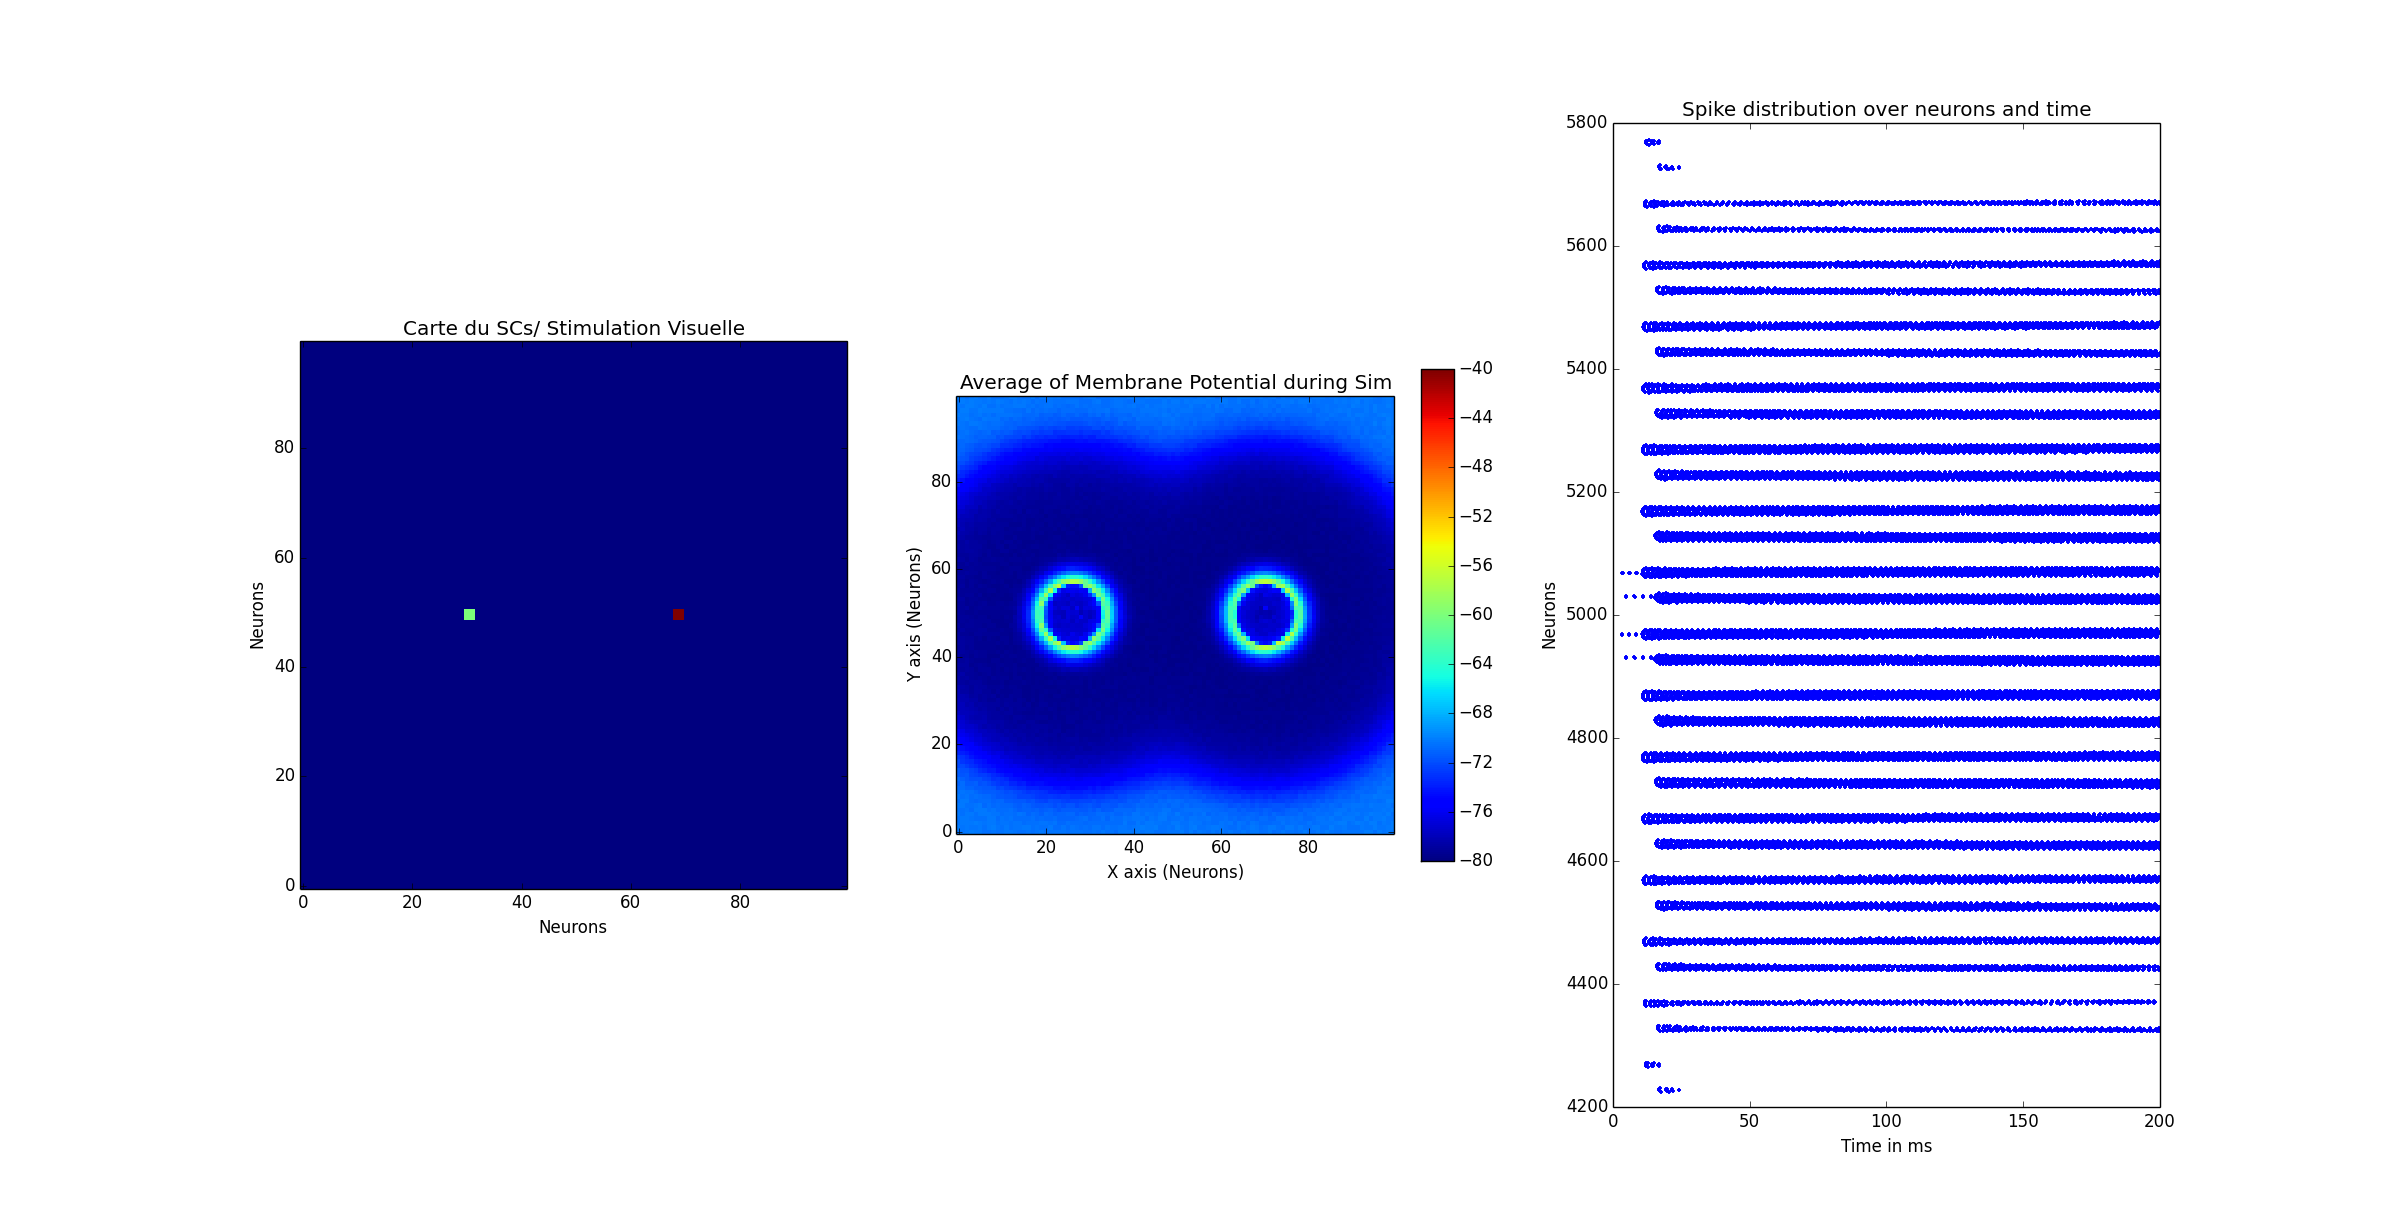 Carte du SCs/ Stimulation Visuelle
Neurons
80
60
40
20
0
0 20 40 60 80
Neurons
Average of Membrane Potential during Sim
Y axis (Neurons)
80
60
40
20
0
0 20 40 60 80
X axis (Neurons)
−40
−44
−48
−52
−56
−60
−64
−68
−72
−76
−80
Spike distribution over neurons and time
Neurons
5800
5600
5400
5200
5000
4800
4600
4400
4200
0 50 100 150 200
Time in ms